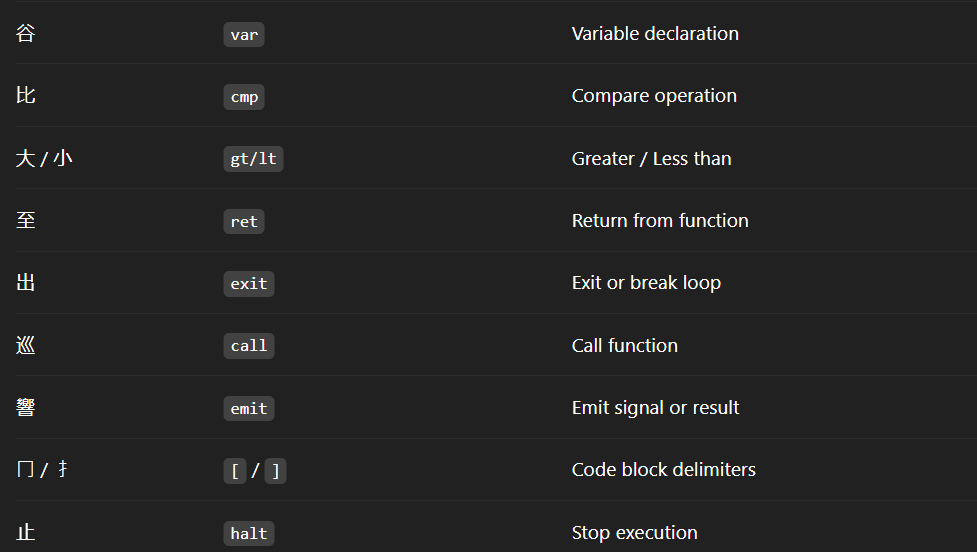 谷 var Variable declaration
比 cmp Compare operation
大 / 小 gt/lt Greater / Less than
至 ret Return from function
出 exit Exit or break loop
巡 call Call function
響 emit Emit signal or result
冂 / 扌 [ / ] Code block delimiters
止 halt Stop execution